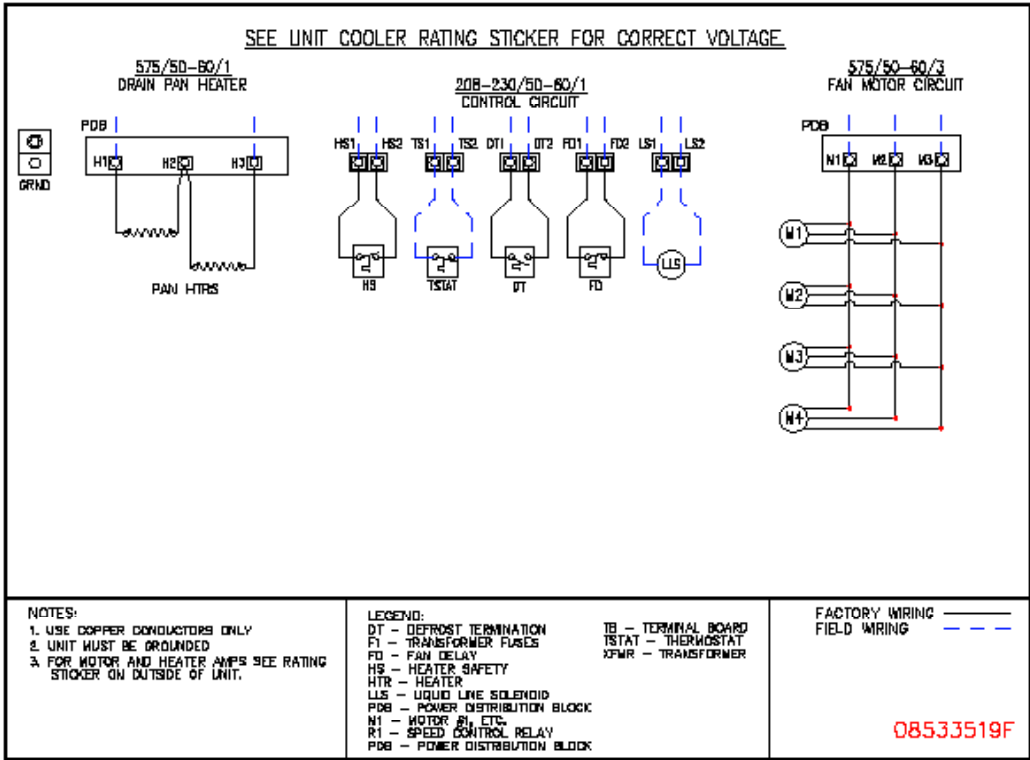 SEE UNIT COOLER RATING STICKER FOR CORRECT VOLTAGE.
575/50-60/1
DRAIN PAN HEATER
208-230/50-60/1
CONTROL CIRCUIT
575/50-60/3
FAN MOTOR CIRCUIT
GRND
PDB
H1 H2 H3
PAN HTRS
HS1 HS2 TS1 TS2 DT1 DT2 FD1 FD2 LS1 LS2
HS TSTAT DT FD LLS
PDB
M1 M2 M3
M1
M2
M3
M4
NOTES:
1. USE COPPER CONDUCTORS ONLY
2. UNIT MUST BE GROUNDED
3. FOR MOTOR AND HEATER AMPS SEE RATING
STICKER ON OUTSIDE OF UNIT.
LEGEND:
DT - DEFROST TERMINATION
F1 - TRANSFORMER FUSES
FD - FAN DELAY
HS - HEATER SAFETY
HTR - HEATER
LLS - LIQUID LINE SOLENOID
PDB - POWER DISTRIBUTION BLOCK
M1 - MOTOR #1, ETC.
R1 - SPEED CONTROL RELAY
PDB - POWER DISTRIBUTION BLOCK
TB - TERMINAL BOARD
TSTAT - THERMOSTAT
XFMR - TRANSFORMER
FACTORY WIRING
FIELD WIRING
08533519F